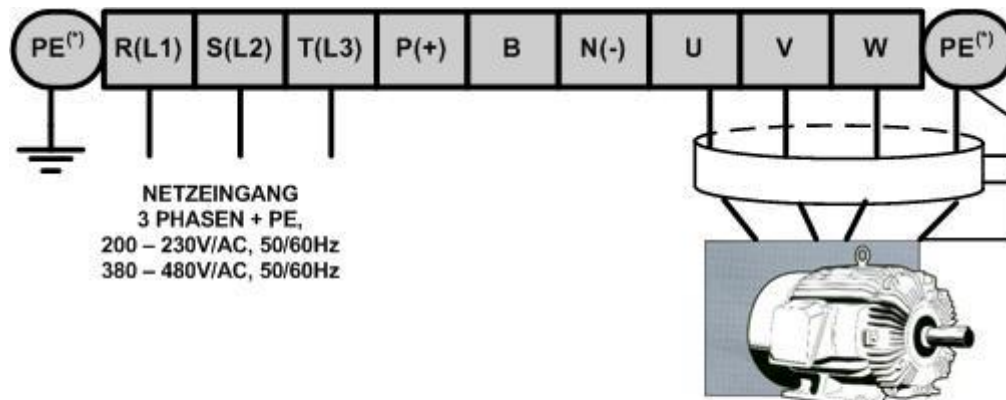 PE(*) R(L1) S(L2) T(L3) P(+) B N(-) U V W PE(*)
NETZEINGANG
3 PHASEN + PE,
200 – 230V/AC, 50/60Hz
380 – 480V/AC, 50/60Hz